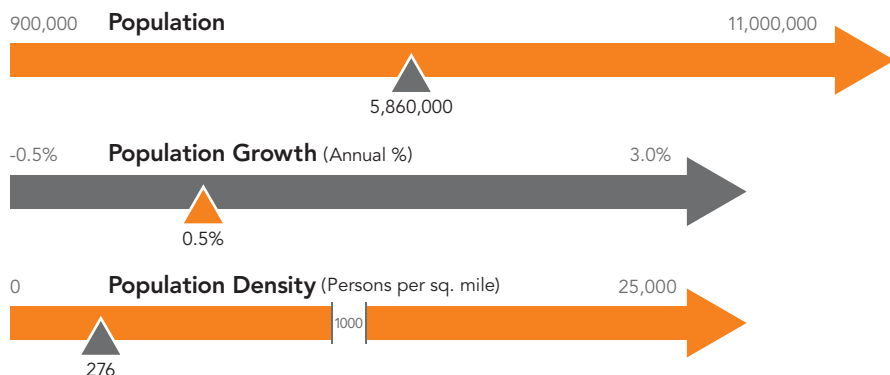 900,000 Population 11,000,000
5,860,000
-0.5% Population Growth (Annual %) 3.0%
0.5%
0 Population Density (Persons per sq. mile) 25,000
1000
276